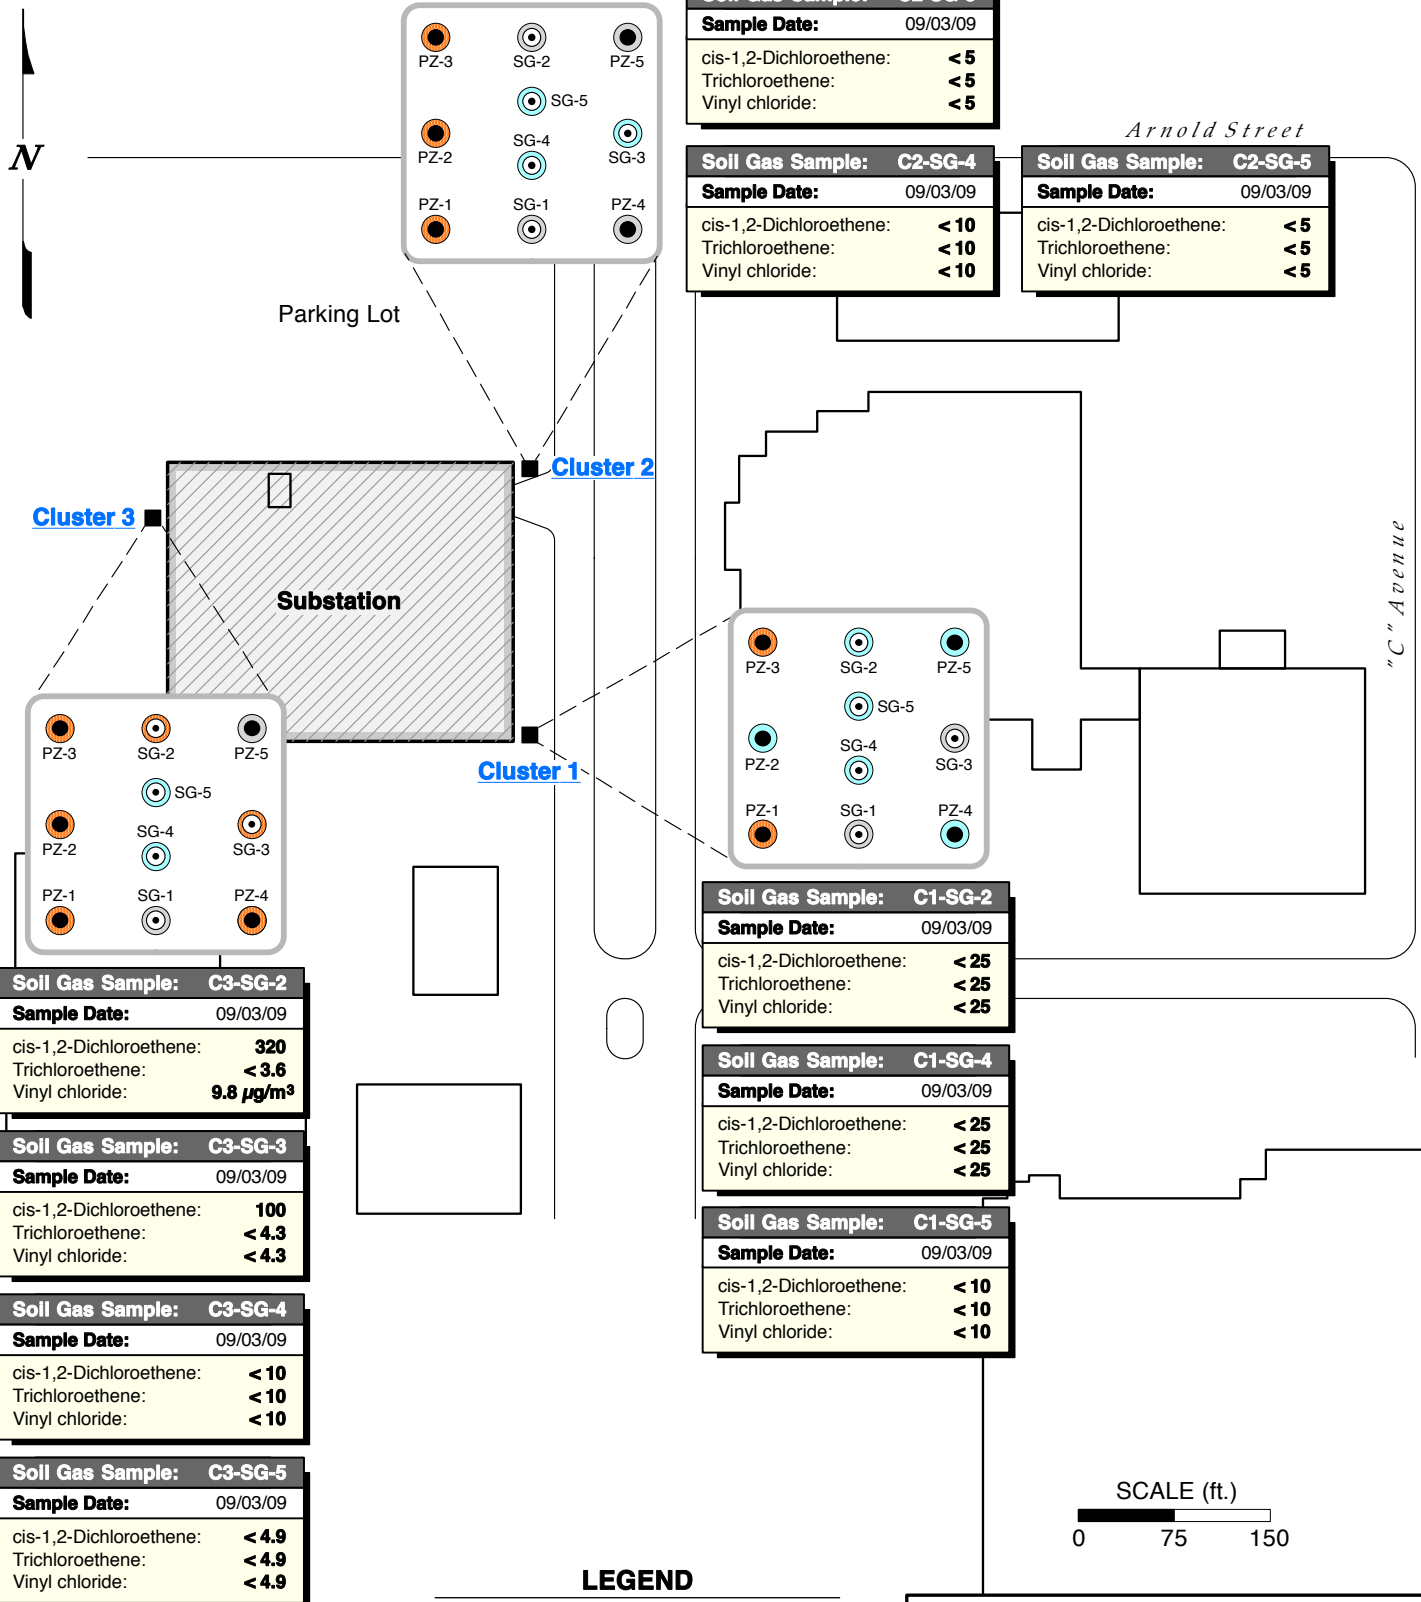 Sample Date: 09/03/09
cis-1,2-Dichloroethene: < 5
Trichloroethene: < 5
Vinyl chloride: < 5
PZ-3 SG-2 PZ-5
SG-5
PZ-2 SG-4 SG-3
PZ-1 SG-1 PZ-4
N
Arnold Street
Soil Gas Sample: C2-SG-4
Sample Date: 09/03/09
cis-1,2-Dichloroethene: < 10
Trichloroethene: < 10
Vinyl chloride: < 10
Soil Gas Sample: C2-SG-5
Sample Date: 09/03/09
cis-1,2-Dichloroethene: < 5
Trichloroethene: < 5
Vinyl chloride: < 5
Parking Lot
Cluster 2
Cluster 3
Substation
"C" Avenue
Cluster 1
PZ-3 SG-2 PZ-5
SG-5
PZ-2 SG-4 SG-3
PZ-1 SG-1 PZ-4
PZ-3 SG-2 PZ-5
SG-5
PZ-2 SG-4 SG-3
PZ-1 SG-1 PZ-4
Soil Gas Sample: C1-SG-2
Sample Date: 09/03/09
cis-1,2-Dichloroethene: < 25
Trichloroethene: < 25
Vinyl chloride: < 25
Soil Gas Sample: C1-SG-4
Sample Date: 09/03/09
cis-1,2-Dichloroethene: < 25
Trichloroethene: < 25
Vinyl chloride: < 25
Soil Gas Sample: C1-SG-5
Sample Date: 09/03/09
cis-1,2-Dichloroethene: < 10
Trichloroethene: < 10
Vinyl chloride: < 10
Soil Gas Sample: C3-SG-2
Sample Date: 09/03/09
cis-1,2-Dichloroethene: 320
Trichloroethene: < 3.6
Vinyl chloride: 9.8 µg/m³
Soil Gas Sample: C3-SG-3
Sample Date: 09/03/09
cis-1,2-Dichloroethene: 100
Trichloroethene: < 4.3
Vinyl chloride: < 4.3
Soil Gas Sample: C3-SG-4
Sample Date: 09/03/09
cis-1,2-Dichloroethene: < 10
Trichloroethene: < 10
Vinyl chloride: < 10
Soil Gas Sample: C3-SG-5
Sample Date: 09/03/09
cis-1,2-Dichloroethene: < 4.9
Trichloroethene: < 4.9
Vinyl chloride: < 4.9
SCALE (ft.)
0 75 150
LEGEND